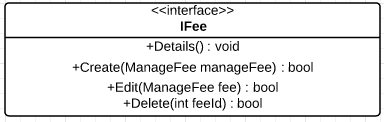 <<interface>>
IFee
+Details() : void
+Create(ManageFee manageFee) : bool
+Edit(ManageFee fee) : bool
+Delete(int feeId) : bool